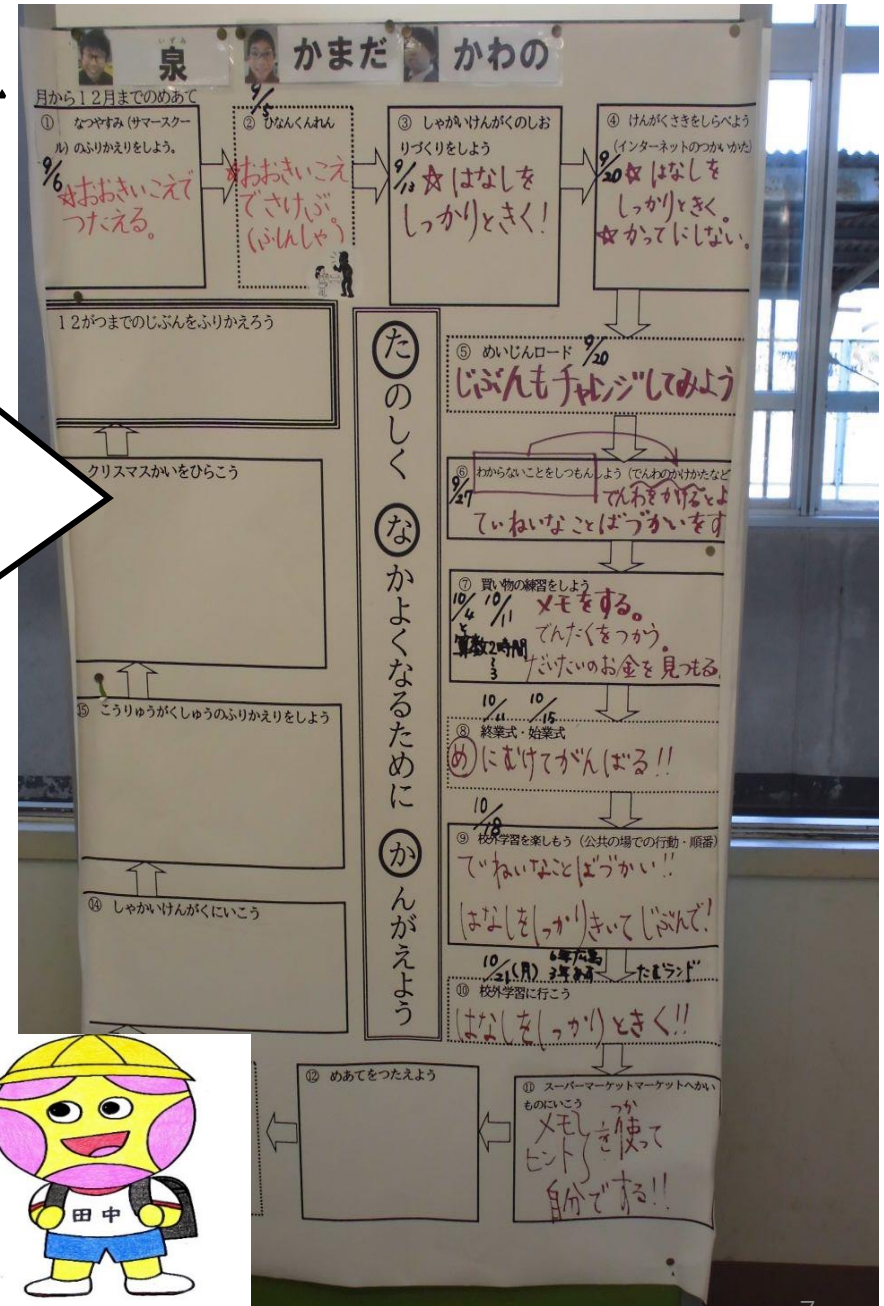 泉
いずみ
かまだ
かわの
月から12月までのめあて
① なつやすみ(サマースクー
ル)のふりかえりをしよう。
9/6
☆おおきいこえで
つたえる。
9/5
② ひなんくんれん
☆おおきいこえ
でさけぶ
(ふしんしゃ)
③ しゃかいけんがくのしお
りづくりをしよう
9/13 ☆はなしを
しっかりときく!
④ けんがくさきをしらべよう
(インターネットのつかいかた)
9/20 ☆はなしを
しっかりときく。
☆かってにしない。
⑤ めいじんロード 9/20
じぶんもチャレンジしてみよう
⑥ わからないことをしつもんしよう(でんわのかけかたなど
9/27
でんわをかけるとよ
ていねいなことばづかいをす
⑦ 買い物の練習をしよう
10/4 10/11 メモをする。
と
算数2時間
でんたくをつかう。
だいたいのお金を見つもる
10/11 10/15
⑧ 終業式・始業式
めにむけてがんばる!!
10/18
⑨ 校外学習を楽しもう(公共の場での行動・順番)
ていねいなことばづかい!!
はなしをしっかりきいてじぶんで!
10/21(月) 6年広島 たむランド
⑩ 校外学習に行こう
はなしをしっかりときく!!
⑪ スーパーマーケットマーケットへかい
ものにいこう
メモ
ヒント
を使って
つか
自分でする!!
⑫ めあてをつたえよう
⑭ しゃかいけんがくにいこう
⑮ こうりゅうがくしゅうのふりかえりをしよう
クリスマスかいをひらこう
12がつまでのじぶんをふりかえろう
たのしく なかよくなるために かんがえよう
田中
7